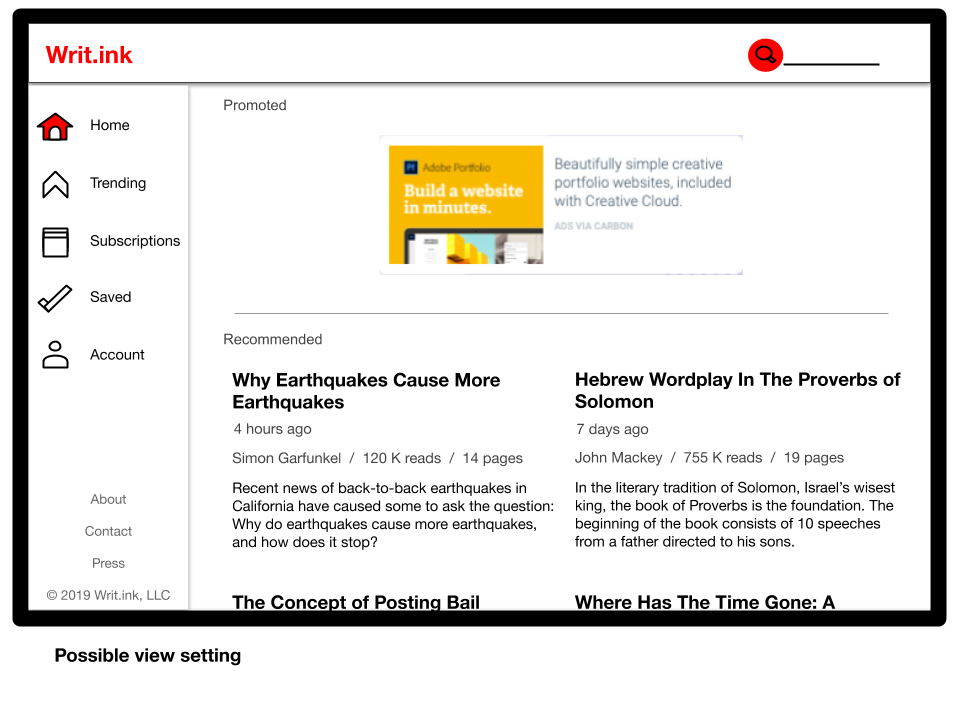 Writ.ink
Home
Trending
Subscriptions
Saved
Account
About
Contact
Press
© 2019 Writ.ink, LLC
Promoted
Adobe Portfolio
Build a website
in minutes.
Beautifully simple creative
portfolio websites, included
with Creative Cloud.
ADS VIA CARBON
Recommended
Why Earthquakes Cause More
Earthquakes
4 hours ago
Simon Garfunkel / 120 K reads / 14 pages
Recent news of back-to-back earthquakes in
California have caused some to ask the question:
Why do earthquakes cause more earthquakes,
and how does it stop?
Hebrew Wordplay In The Proverbs of
Solomon
7 days ago
John Mackey / 755 K reads / 19 pages
In the literary tradition of Solomon, Israel’s wisest
king, the book of Proverbs is the foundation. The
beginning of the book consists of 10 speeches
from a father directed to his sons.
The Concept of Posting Bail
Where Has The Time Gone: A
Possible view setting